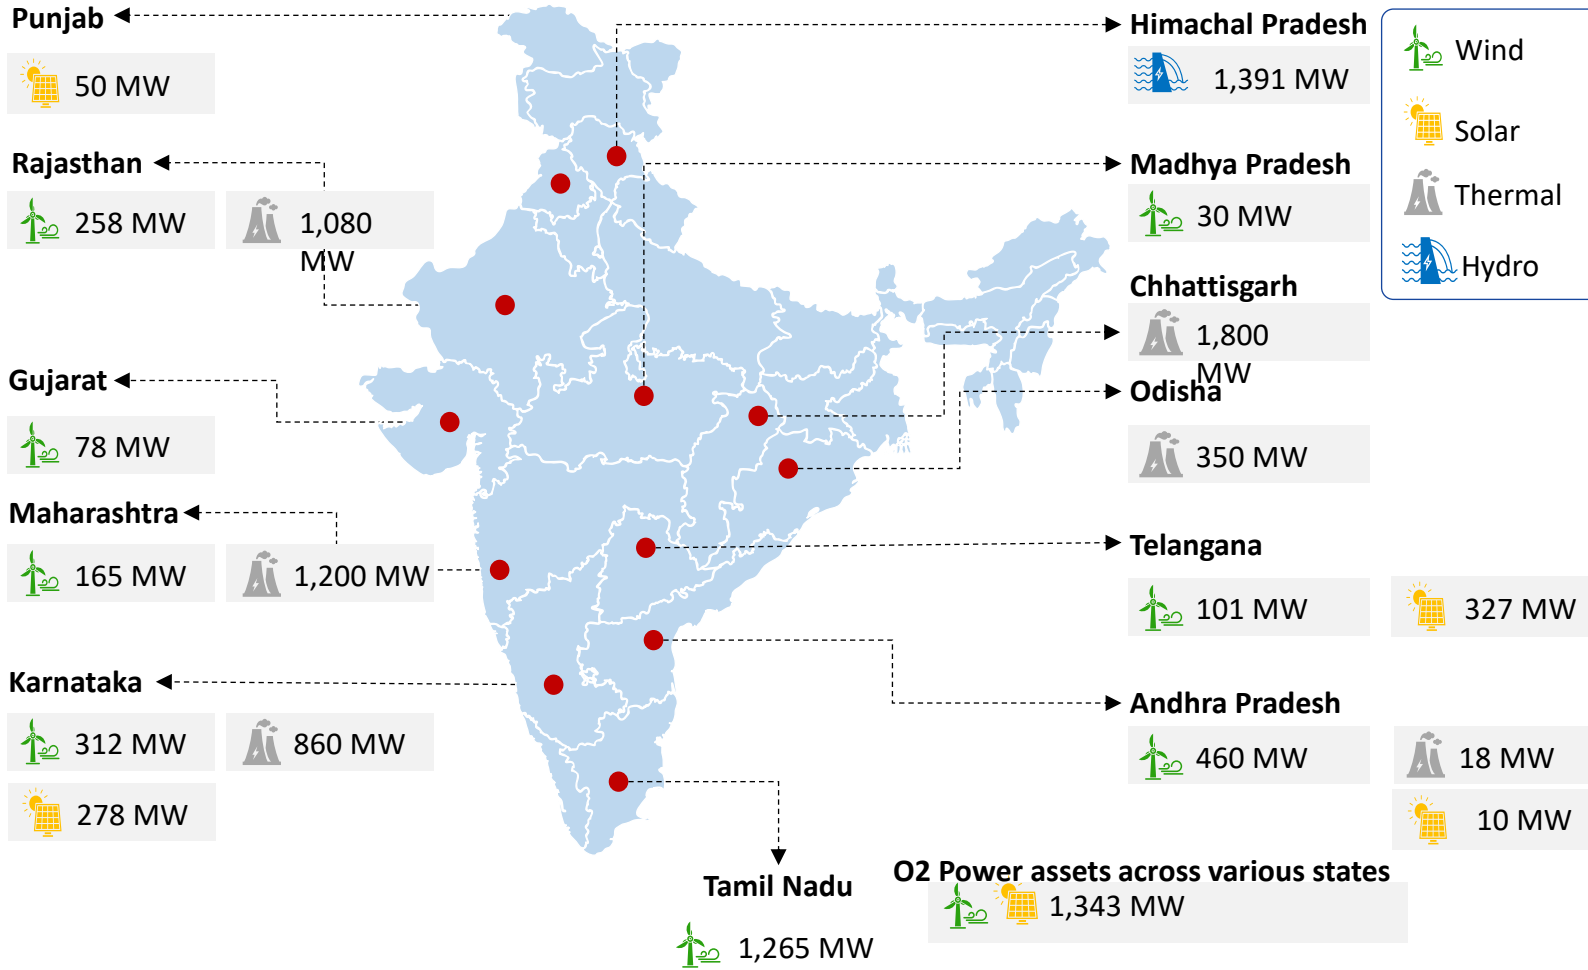 Punjab
50 MW
Rajasthan
258 MW
1,080
MW
Gujarat
78 MW
Maharashtra
165 MW
1,200 MW
Karnataka
312 MW
860 MW
278 MW
Tamil Nadu
1,265 MW
Himachal Pradesh
1,391 MW
Madhya Pradesh
30 MW
Chhattisgarh
1,800
MW
Odisha
350 MW
Telangana
101 MW
327 MW
Andhra Pradesh
460 MW
18 MW
10 MW
O2 Power assets across various states
1,343 MW
Wind
Solar
Thermal
Hydro